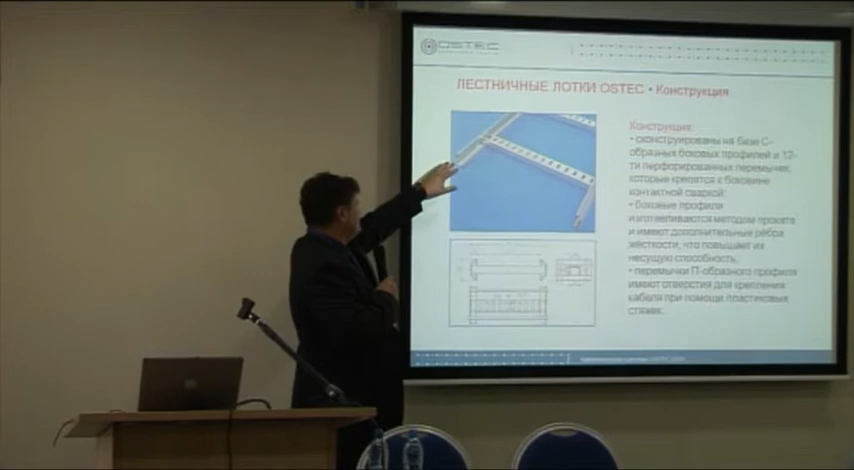 OSTEC
ЛЕСТНИЧНЫЕ ЛОТКИ OSTEC • Конструкция
Конструкция:
• сконструированы на базе С-
образных боковых профилей и 12-
ти перфорированных перемычек,
которые крепятся к боковине
контактной сваркой;
• боковые профили
изготавливаются методом проката
и имеют дополнительные рёбра
жёсткости, что повышает их
несущую способность;
• перемычки П-образного профиля
имеют отверстия для крепления
кабеля при помощи пластиковых
стяжек.